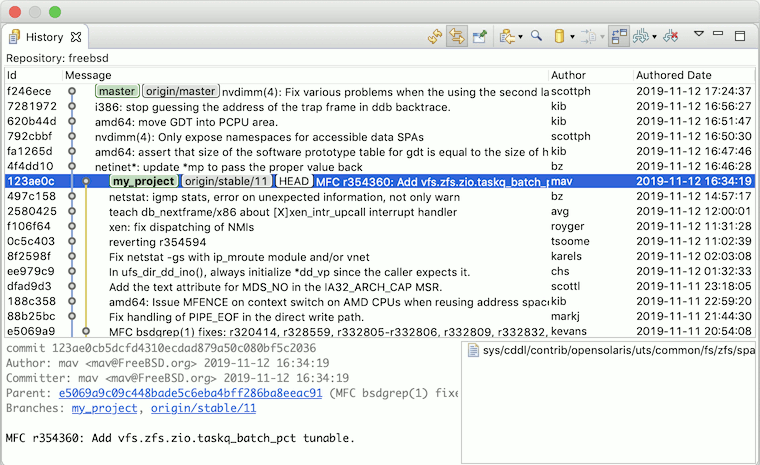 History
Repository: freebsd
Id Message Author Authored Date
f246ece master origin/master nvdimm(4): Fix various problems when the using the second la scottph 2019-11-12 17:24:37
7281972 i386: stop guessing the address of the trap frame in ddb backtrace. kib 2019-11-12 16:56:27
620b44d amd64: move GDT into PCPU area. kib 2019-11-12 16:51:47
792cbbf nvdimm(4): Only expose namespaces for accessible data SPAs scottph 2019-11-12 16:50:30
fa1265d amd64: assert that size of the software prototype table for gdt is equal to the size of h kib 2019-11-12 16:47:46
4f4dd10 netinet*: update *mp to pass the proper value back bz 2019-11-12 16:46:28
123ae0c my_project origin/stable/11 HEAD MFC r354360: Add vfs.zfs.zio.taskq_batch_p mav 2019-11-12 16:34:19
497c158 netstat: igmp stats, error on unexpected information, not only warn bz 2019-11-12 14:57:17
2580425 teach db_nextframe/x86 about [X]xen_intr_upcall interrupt handler avg 2019-11-12 12:00:01
f106f64 xen: fix dispatching of NMIs royger 2019-11-12 11:31:28
0c5c403 reverting r354594 tsoome 2019-11-12 11:02:39
8f2598f Fix netstat -gs with ip_mroute module and/or vnet karels 2019-11-12 02:03:08
ee979c9 In ufs_dir_dd_ino(), always initialize *dd_vp since the caller expects it. chs 2019-11-12 01:32:33
dfad9d3 Add the text attribute for MDS_NO in the IA32_ARCH_CAP MSR. scottl 2019-11-11 23:18:05
188c358 amd64: Issue MFENCE on context switch on AMD CPUs when reusing address spac kib 2019-11-11 22:59:20
88b25bc Fix handling of PIPE_EOF in the direct write path. markj 2019-11-11 21:44:30
e5069a9 MFC bsdgrep(1) fixes: r320414, r328559, r332805-r332806, r332809, r332832, kevans 2019-11-11 20:54:08
commit 123ae0cb5dcfd4310ecdad879a50c080bf5c2036
Author: mav <mav@FreeBSD.org> 2019-11-12 16:34:19
Committer: mav <mav@FreeBSD.org> 2019-11-12 16:34:19
Parent: e5069a9c09c448bade5c6eba4bff286ba8eeac91 (MFC bsdgrep(1) fixe
Branches: my_project, origin/stable/11
MFC r354360: Add vfs.zfs.zio.taskq_batch_pct tunable.
sys/cddl/contrib/opensolaris/uts/common/fs/zfs/spa